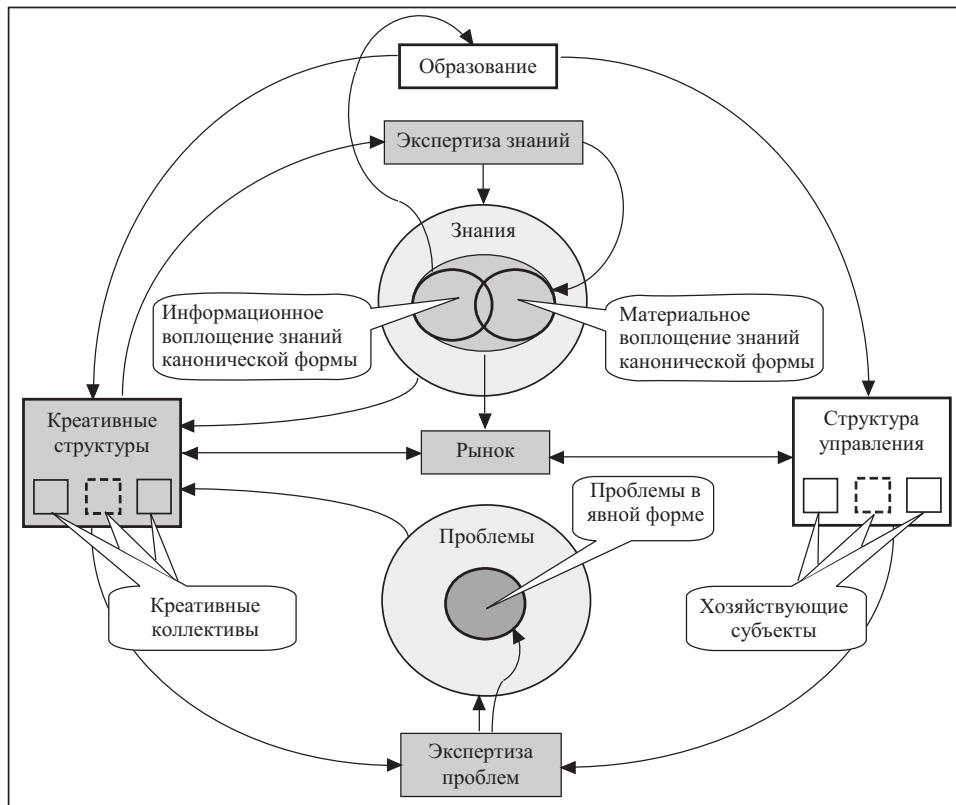 Образование
Экспертиза знаний
Знания
Информационное
воплощение знаний
канонической формы
Материальное
воплощение знаний
канонической формы
Креативные
структуры
Рынок
Структура
управления
Проблемы в
явной форме
Проблемы
Креативные
коллективы
Хозяйствующие
субъекты
Экспертиза
проблем